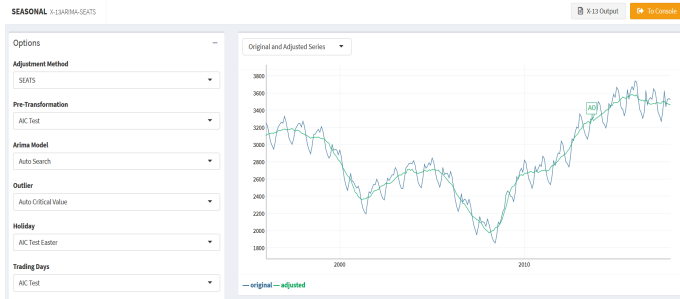 SEASONAL X-13ARIMA-SEATS
X-13 Output
To Console
Options
Adjustment Method
SEATS
Pre-Transformation
AIC Test
Arima Model
Auto Search
Outlier
Auto Critical Value
Holiday
AIC Test Easter
Trading Days
AIC Test
Original and Adjusted Series
3800
3600
3400
3200
3000
2800
2600
2400
2200
2000
1800
AO
2000
2010
— original — adjusted